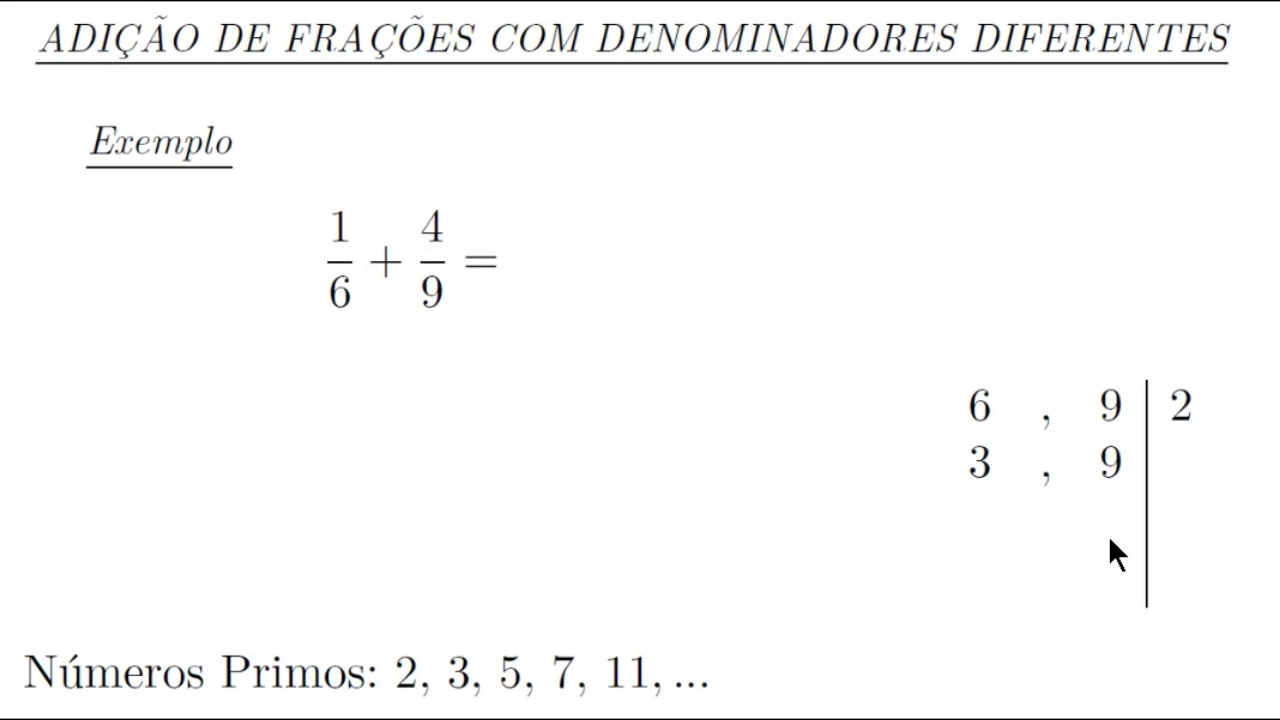 ADIÇÃO DE FRAÇÕES COM DENOMINADORES DIFERENTES
Exemplo
1/6 + 4/9 =
6 , 9 | 2
3 , 9 |
Números Primos: 2, 3, 5, 7, 11, ...